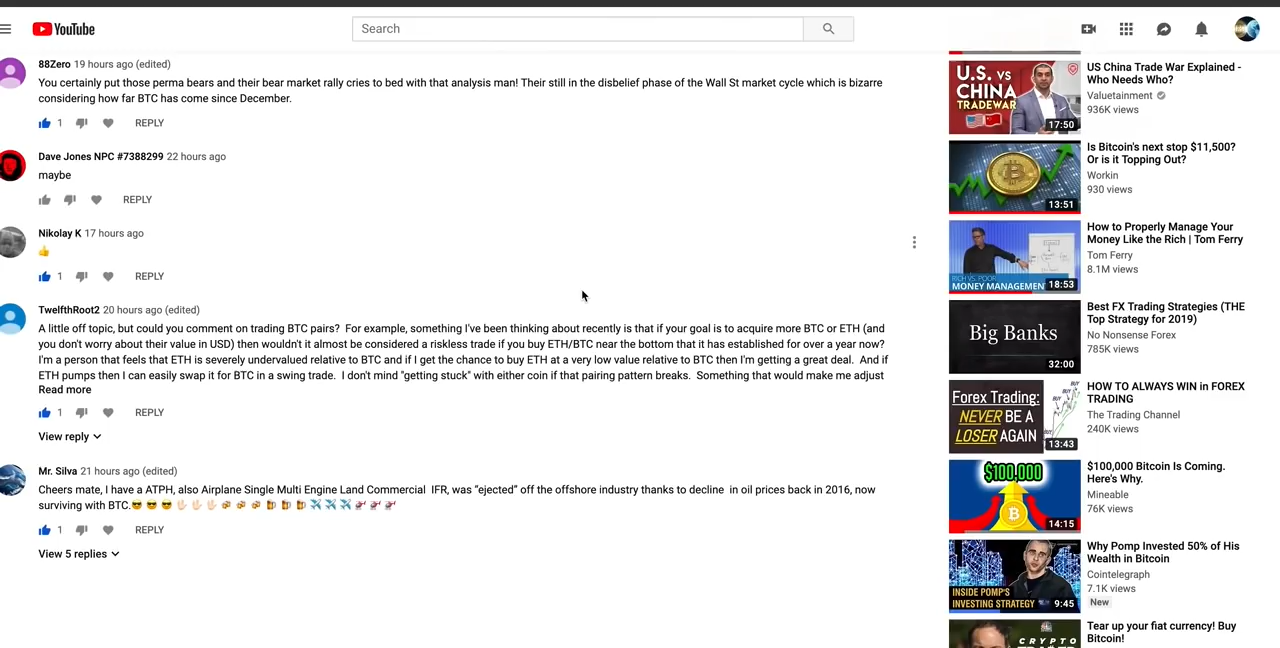 YouTube
Search
88Zero 19 hours ago (edited)
You certainly put those perma bears and their bear market rally cries to bed with that analysis man! Their still in the disbelief phase of the Wall St market cycle which is bizarre
considering how far BTC has come since December.
1 REPLY
Dave Jones NPC #7388299 22 hours ago
maybe
REPLY
Nikolay K 17 hours ago
👍
1 REPLY
TwelfthRoot2 20 hours ago (edited)
A little off topic, but could you comment on trading BTC pairs?  For example, something I've been thinking about recently is that if your goal is to acquire more BTC or ETH (and
you don't worry about their value in USD) then wouldn't it almost be considered a riskless trade if you buy ETH/BTC near the bottom that it has established for over a year now?
I'm a person that feels that ETH is severely undervalued relative to BTC and if I get the chance to buy ETH at a very low value relative to BTC then I'm getting a great deal.  And if
ETH pumps then I can easily swap it for BTC in a swing trade.  I don't mind "getting stuck" with either coin if that pairing pattern breaks.  Something that would make me adjust
Read more
1 REPLY
View reply
Mr. Silva 21 hours ago (edited)
Cheers mate, I have a ATPH, also Airplane Single Multi Engine Land Commercial  IFR, was “ejected” off the offshore industry thanks to decline  in oil prices back in 2016, now
surviving with BTC.😎 😎 😎 🖐🏻 🖐🏻 🖐🏻 🍻 🍻 🍻 🍺 🍺 🍺 ✈️ ✈️ ✈️ 🚁 🚁 🚁
1 REPLY
View 5 replies
U.S. VS
CHINA
TRADEWAR
17:50
US China Trade War Explained -
Who Needs Who?
Valuetainment
936K views
13:51
Is Bitcoin's next stop $11,500?
Or is it Topping Out?
Workin
930 views
RICH VS. POOR
MONEY MANAGEMEN
18:53
How to Properly Manage Your
Money Like the Rich | Tom Ferry
Tom Ferry
8.1M views
Big Banks
32:00
Best FX Trading Strategies (THE
Top Strategy for 2019)
No Nonsense Forex
785K views
Forex Trading:
NEVER BE A
LOSER AGAIN
BUY
BUY
BUY
13:43
HOW TO ALWAYS WIN in FOREX
TRADING
The Trading Channel
240K views
$100,000
14:15
$100,000 Bitcoin Is Coming.
Here's Why.
Mineable
76K views
INSIDE POMP'S
INVESTING STRATEGY
9:45
Why Pomp Invested 50% of His
Wealth in Bitcoin
Cointelegraph
7.1K views
New
CRYPTO
Tear up your fiat currency! Buy
Bitcoin!